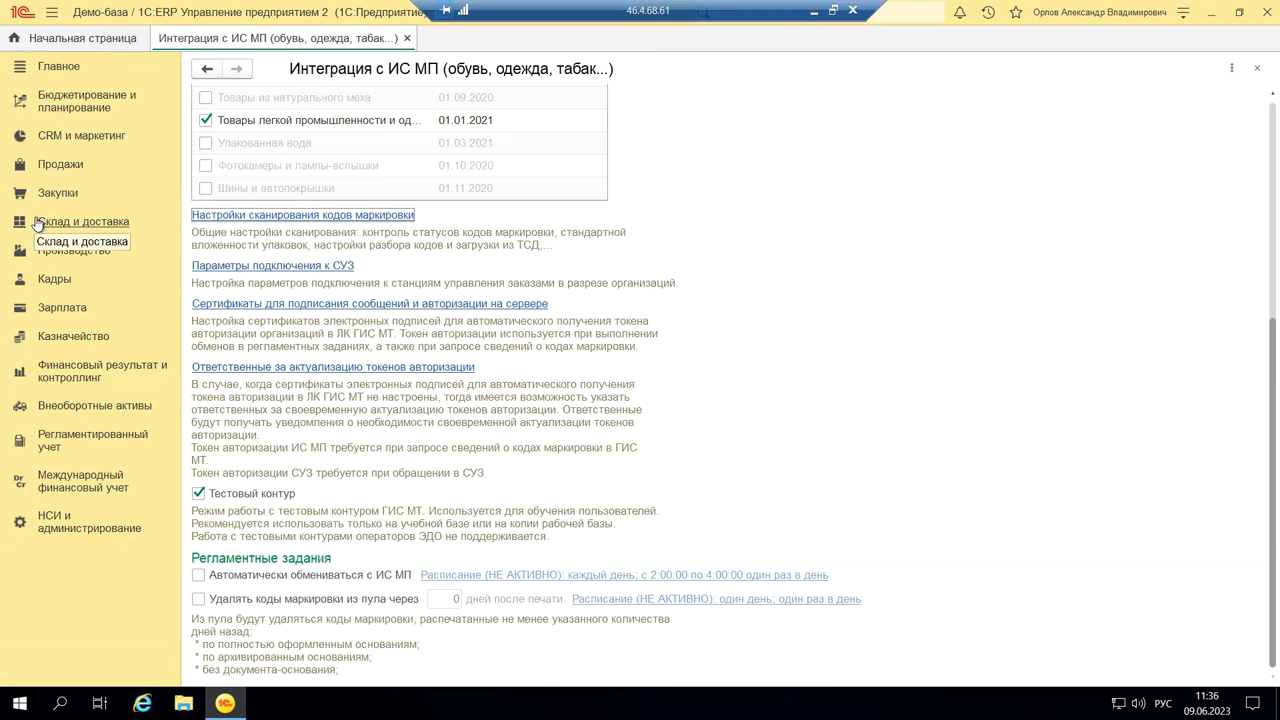 Демо-база / 1С:ERP Управление предприятием 2 (1С:Предприятие
46.4.68.61
Орлов Александр Владимирович
Начальная страница
Интеграция с ИС МП (обувь, одежда, табак...)
Главное
Бюджетирование и
планирование
CRM и маркетинг
Продажи
Закупки
Склад и доставка
Склад и доставка
Производство
Кадры
Зарплата
Казначейство
Финансовый результат и
контроллинг
Внеоборотные активы
Регламентированный
учет
Международный
финансовый учет
НСИ и
администрирование
Интеграция с ИС МП (обувь, одежда, табак...)
Товары из натурального меха 01.09.2020
Товары легкой промышленности и од... 01.01.2021
Упакованная вода 01.03.2021
Фотокамеры и лампы-вспышки 01.10.2020
Шины и автопокрышки 01.11.2020
Настройки сканирования кодов маркировки
Общие настройки сканирования: контроль статусов кодов маркировки, стандартной
вложенности упаковок, настройки разбора кодов и загрузки из ТСД,...
Параметры подключения к СУЗ
Настройка параметров подключения к станциям управления заказами в разрезе организаций.
Сертификаты для подписания сообщений и авторизации на сервере
Настройка сертификатов электронных подписей для автоматического получения токена
авторизации организаций в ЛК ГИС МТ. Токен авторизации используется при выполнении
обменов в регламентных заданиях, а также при запросе сведений о кодах маркировки.
Ответственные за актуализацию токенов авторизации
В случае, когда сертификаты электронных подписей для автоматического получения
токена авторизации в ЛК ГИС МТ не настроены, тогда имеется возможность указать
ответственных за своевременную актуализацию токенов авторизации. Ответственные
будут получать уведомления о необходимости своевременной актуализации токенов
авторизации.
Токен авторизации ИС МП требуется при запросе сведений о кодах маркировки в ГИС
МТ.
Токен авторизации СУЗ требуется при обращении в СУЗ.
Тестовый контур
Режим работы с тестовым контуром ГИС МТ. Используется для обучения пользователей.
Рекомендуется использовать только на учебной базе или на копии рабочей базы.
Работа с тестовыми контурами операторов ЭДО не поддерживается.
Регламентные задания
Автоматически обмениваться с ИС МП Расписание (НЕ АКТИВНО): каждый день; с 2:00:00 по 4:00:00 один раз в день
Удалять коды маркировки из пула через 0 дней после печати Расписание (НЕ АКТИВНО): один день; один раз в день
Из пула будут удаляться коды маркировки, распечатанные не менее указанного количества
дней назад:
* по полностью оформленным основаниям;
* по архивированным основаниям;
* без документа-основания;
РУС
11:36
09.06.2023